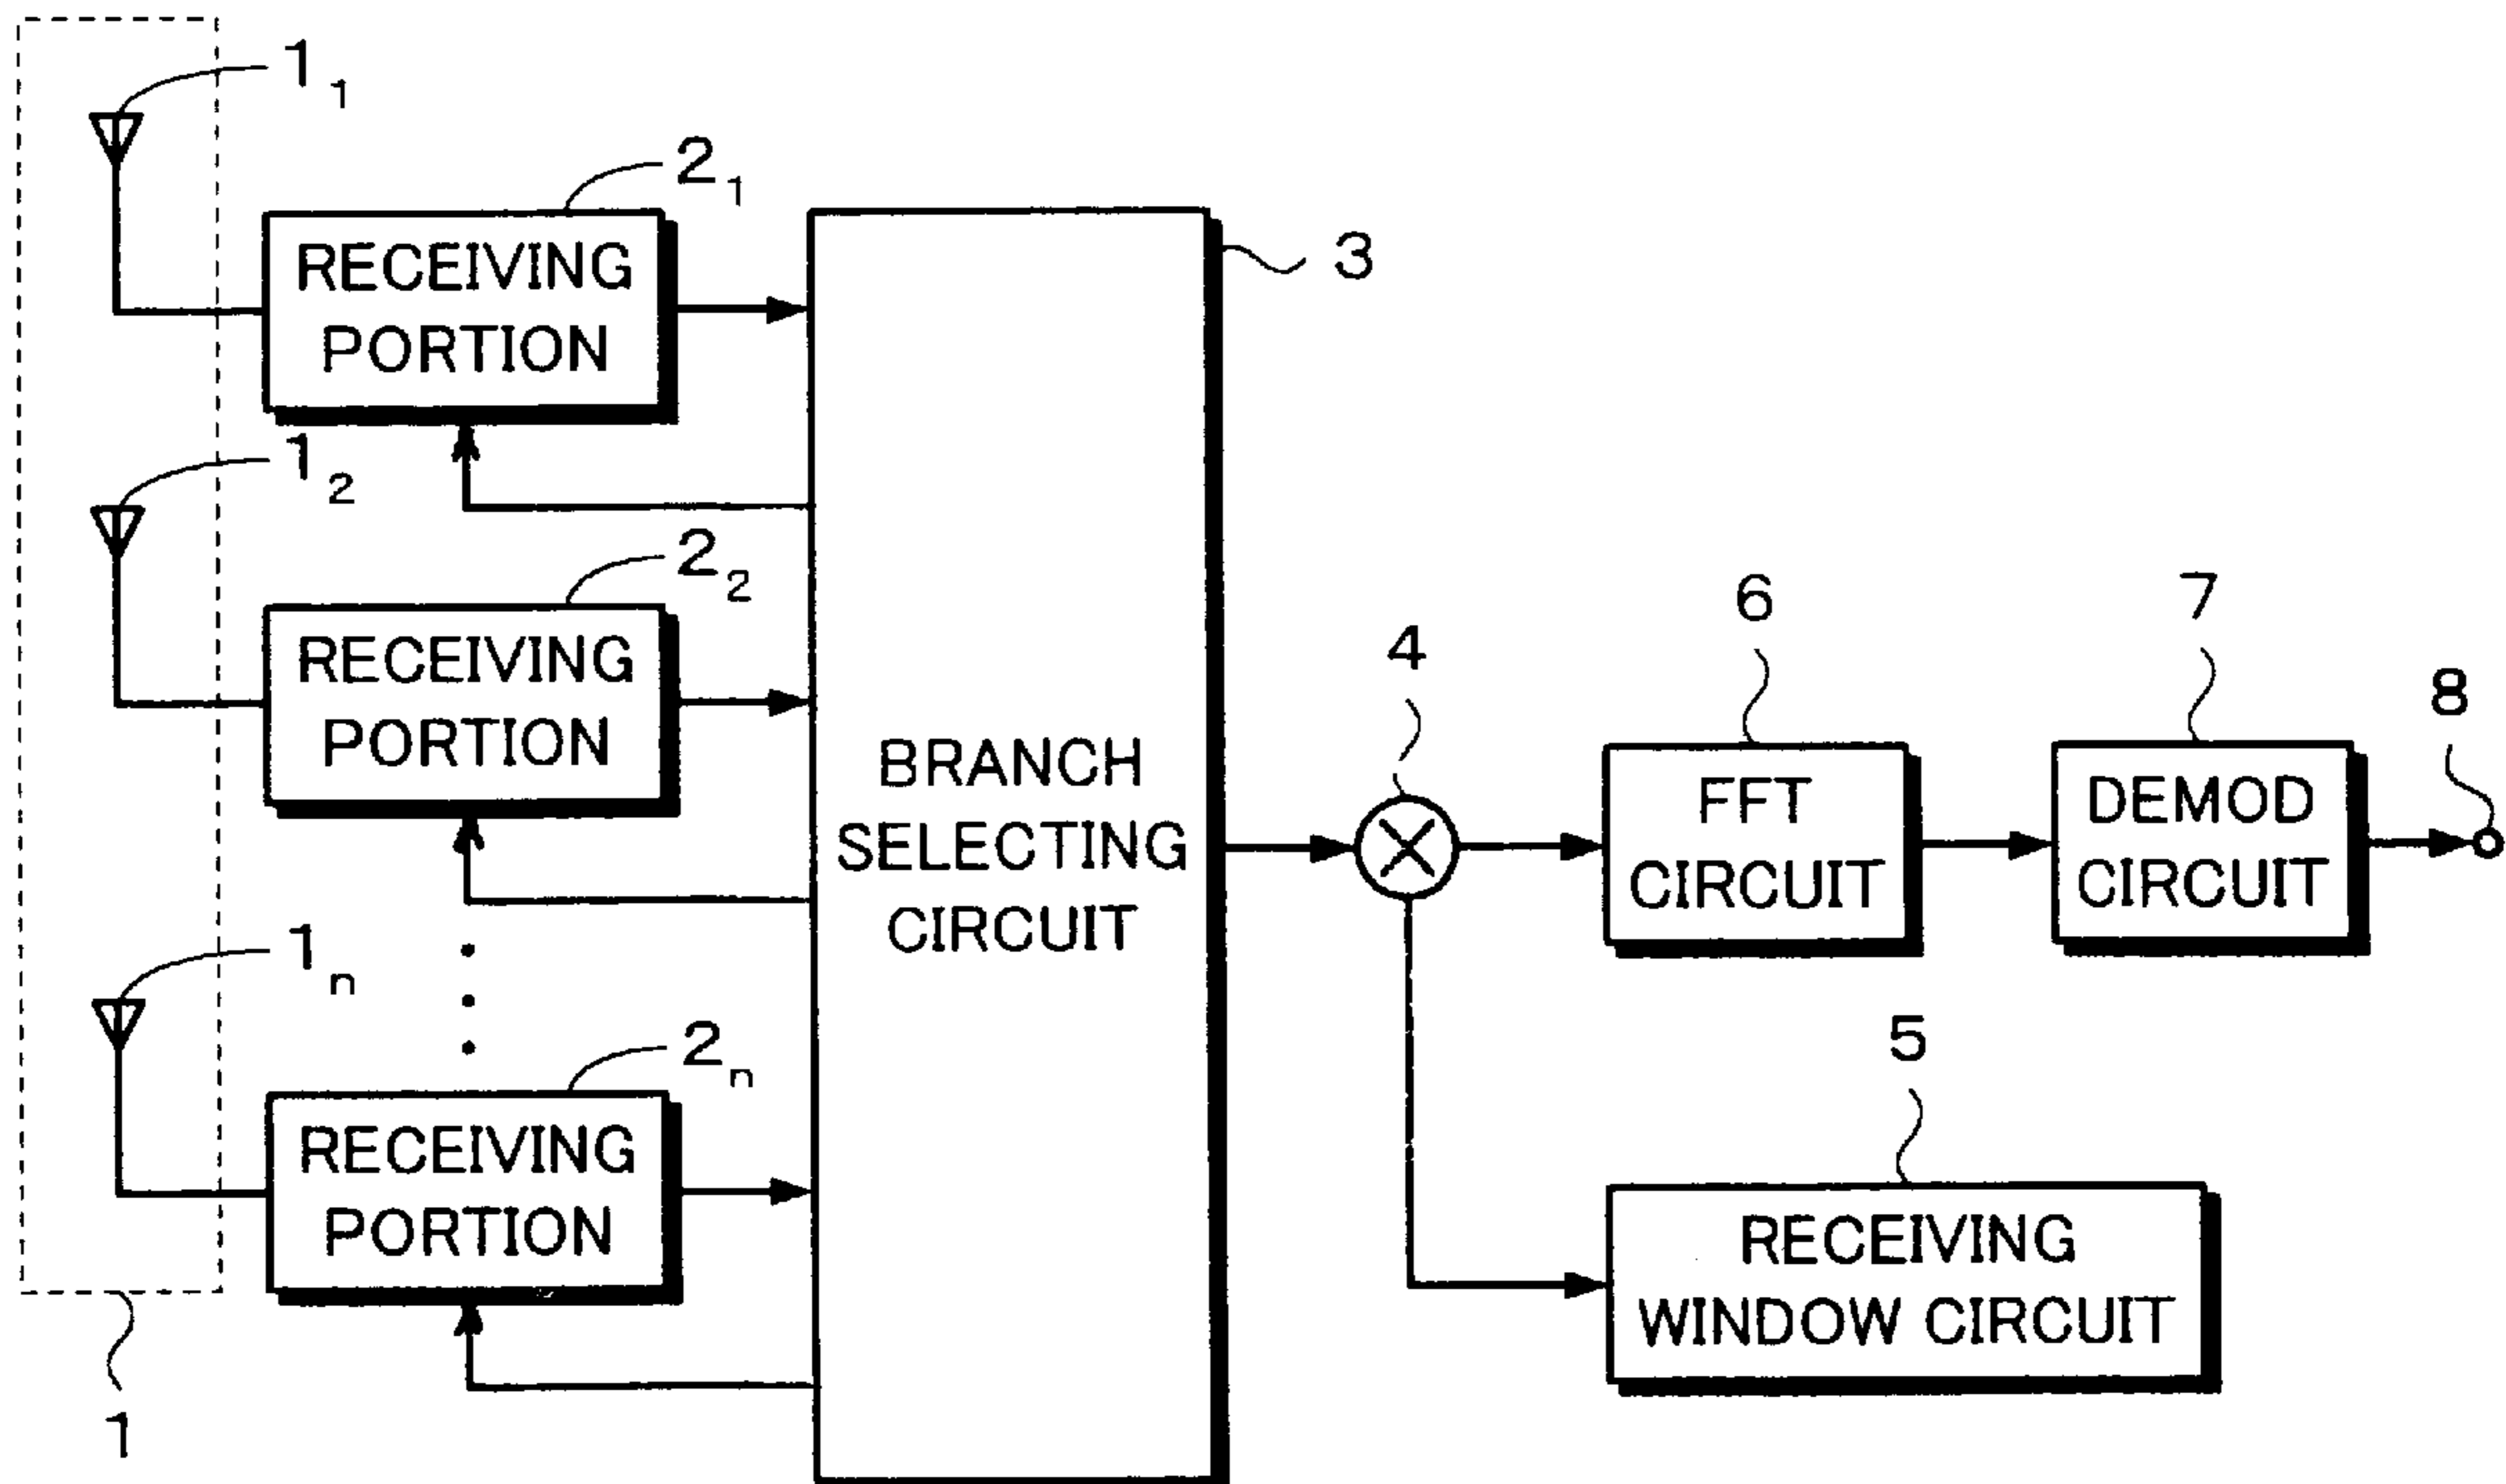 1₁
2₁
RECEIVING
PORTION
3
1₂
2₂
RECEIVING
PORTION
1ₙ
2ₙ
RECEIVING
PORTION
1
BRANCH
SELECTING
CIRCUIT
4
6
FFT
CIRCUIT
7
DEMOD
CIRCUIT
8
5
RECEIVING
WINDOW CIRCUIT